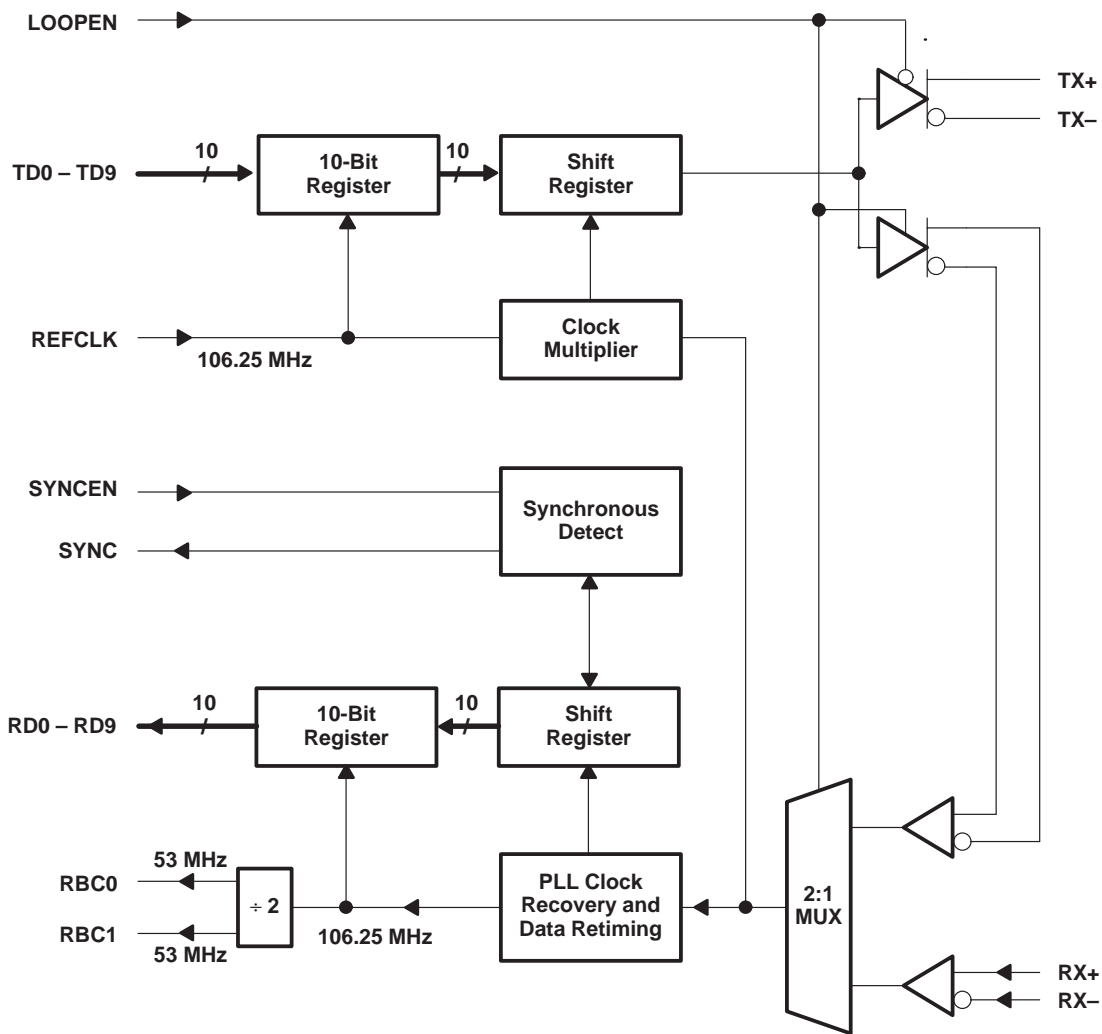 LOOPEN
TX+
TX–
TD0 – TD9
10
10-Bit
Register
10
Shift
Register
REFCLK
106.25 MHz
Clock
Multiplier
SYNCEN
SYNC
Synchronous
Detect
RD0 – RD9
10
10-Bit
Register
10
Shift
Register
RBC0
53 MHz
RBC1
53 MHz
÷ 2
106.25 MHz
PLL Clock
Recovery and
Data Retiming
2:1
MUX
RX+
RX–